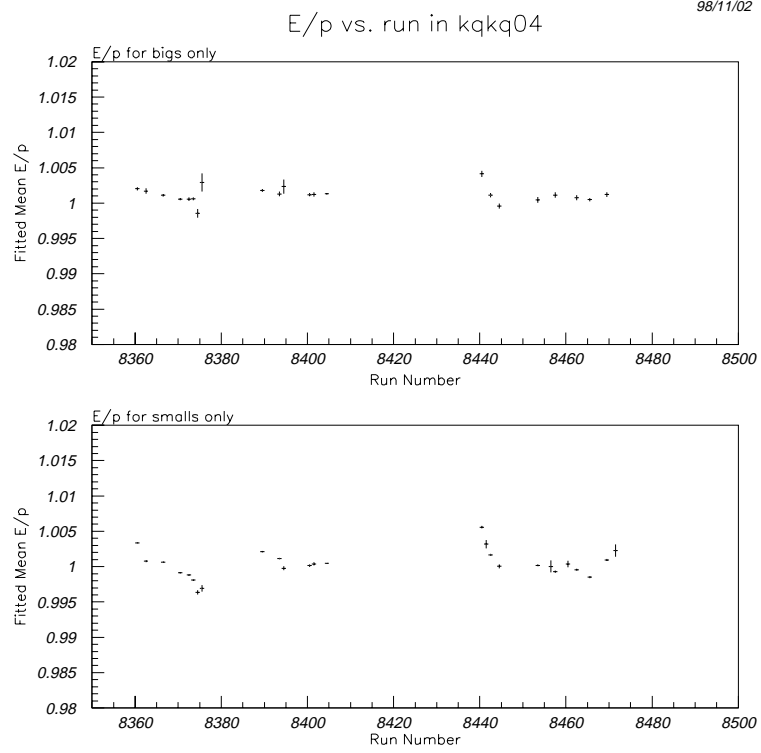 98/11/02
E/p vs. run in kqkq04
E/p for bigs only
1.02
1.015
1.01
1.005
1
0.995
0.99
0.985
0.98
Fitted Mean E/p
8360 8380 8400 8420 8440 8460 8480 8500
Run Number
E/p for smalls only
1.02
1.015
1.01
1.005
1
0.995
0.99
0.985
0.98
Fitted Mean E/p
8360 8380 8400 8420 8440 8460 8480 8500
Run Number